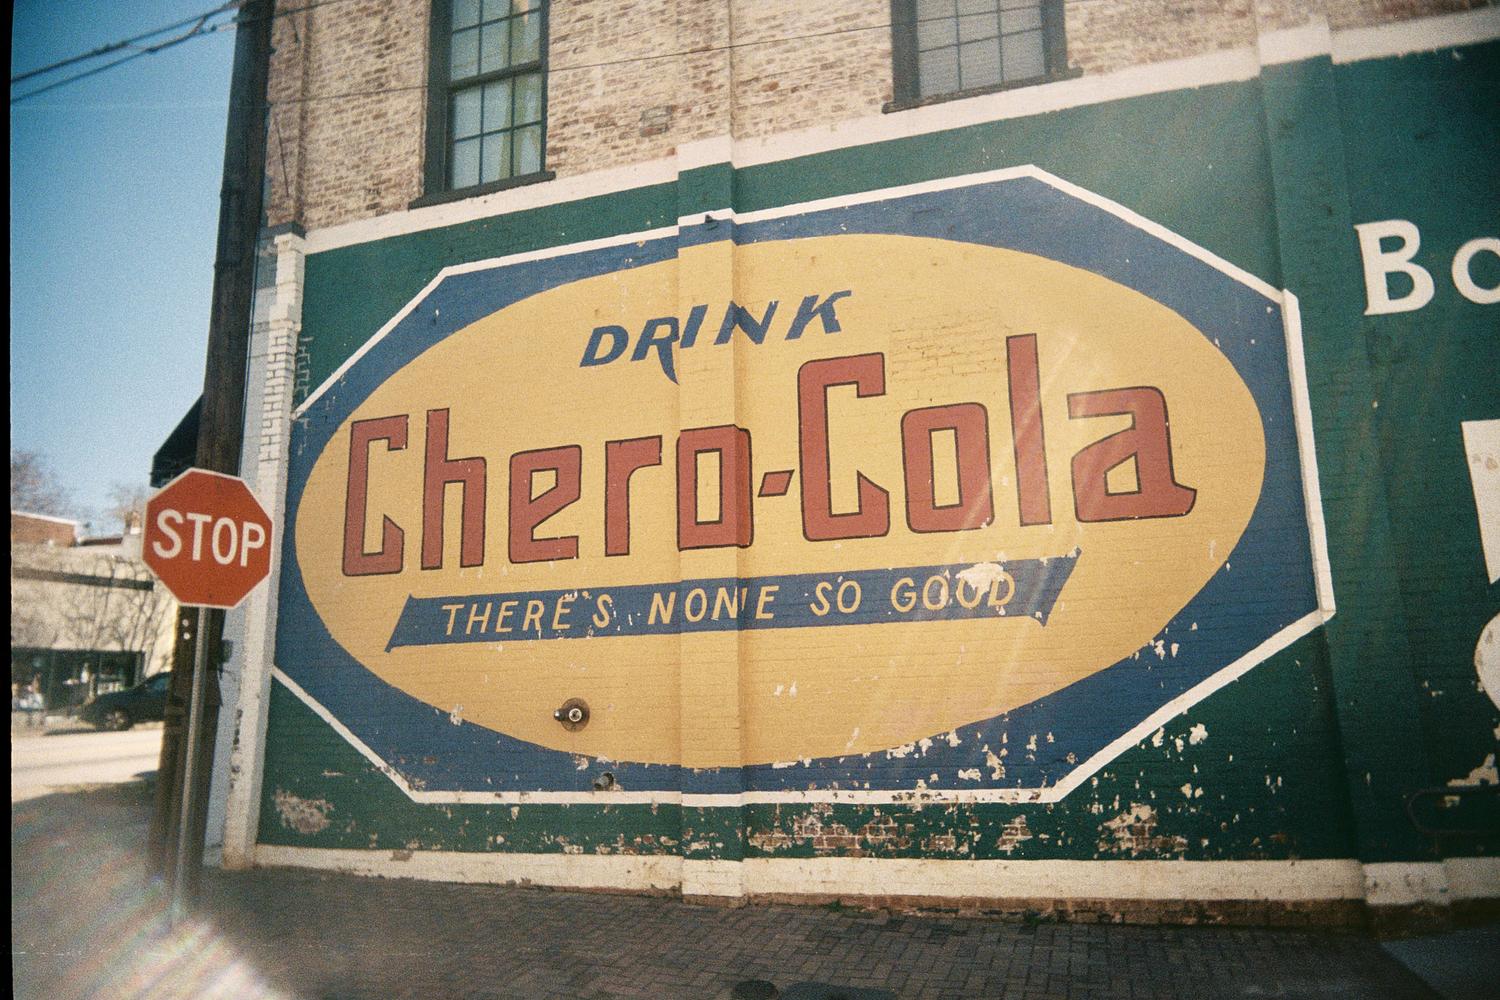 DRINK
Chero-Cola
THERE'S NONE SO GOOD
STOP